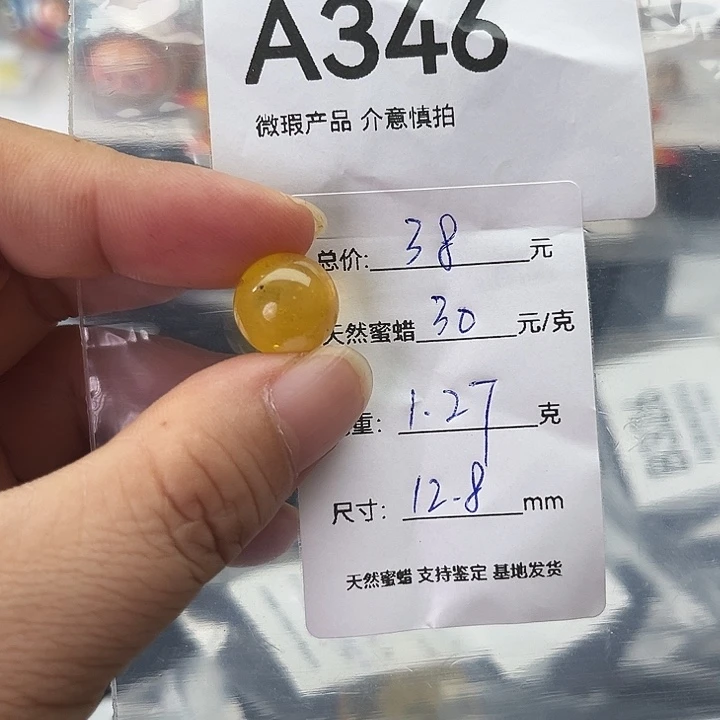 A346
微瑕产品 介意慎拍
总价: 38 元
天然蜜蜡 30 元/克
重: 1.27 克
尺寸: 12.8 mm
天然蜜蜡 支持鉴定 基地发货